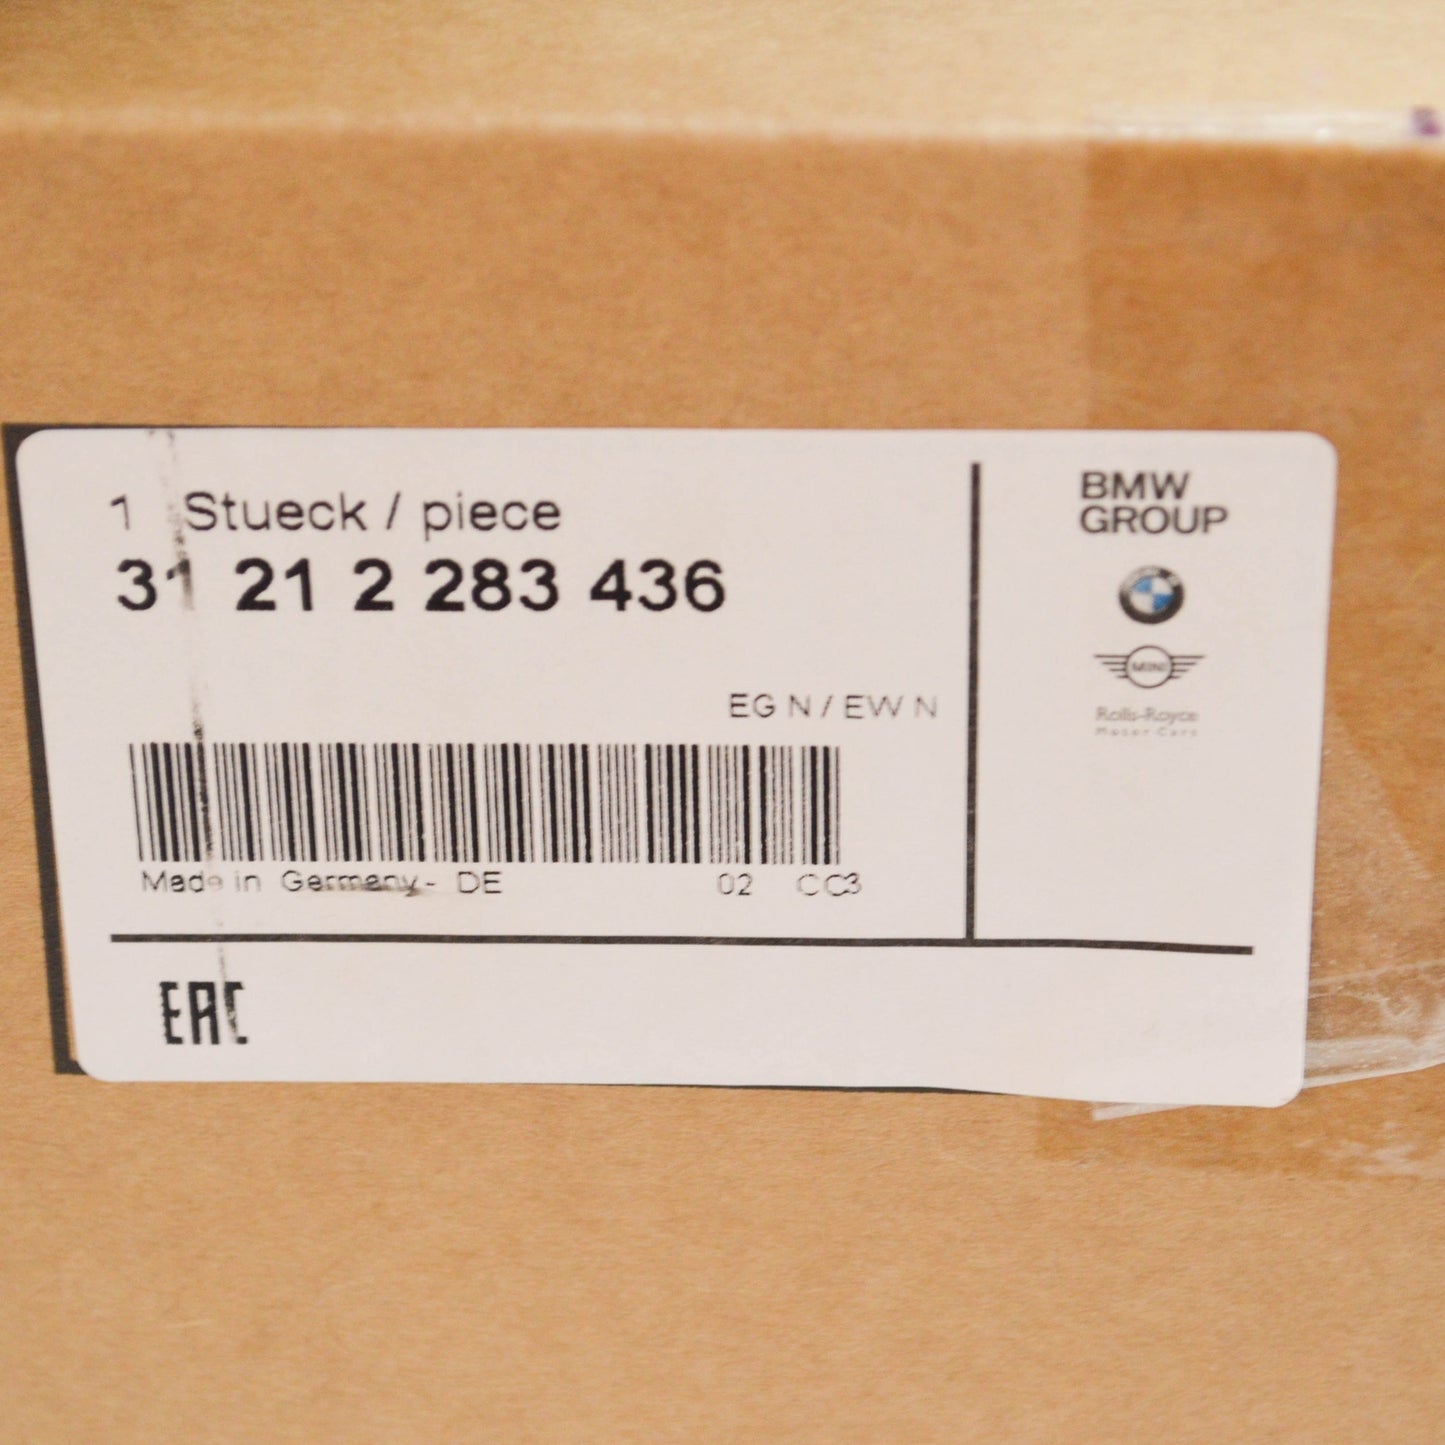 1 Stueck / piece
31 21 2 283 436
EG N / EW N
Made in Germany - DE 02 CC3
EAC
BMW
GROUP
MINI
Rolls-Royce
Motor Cars